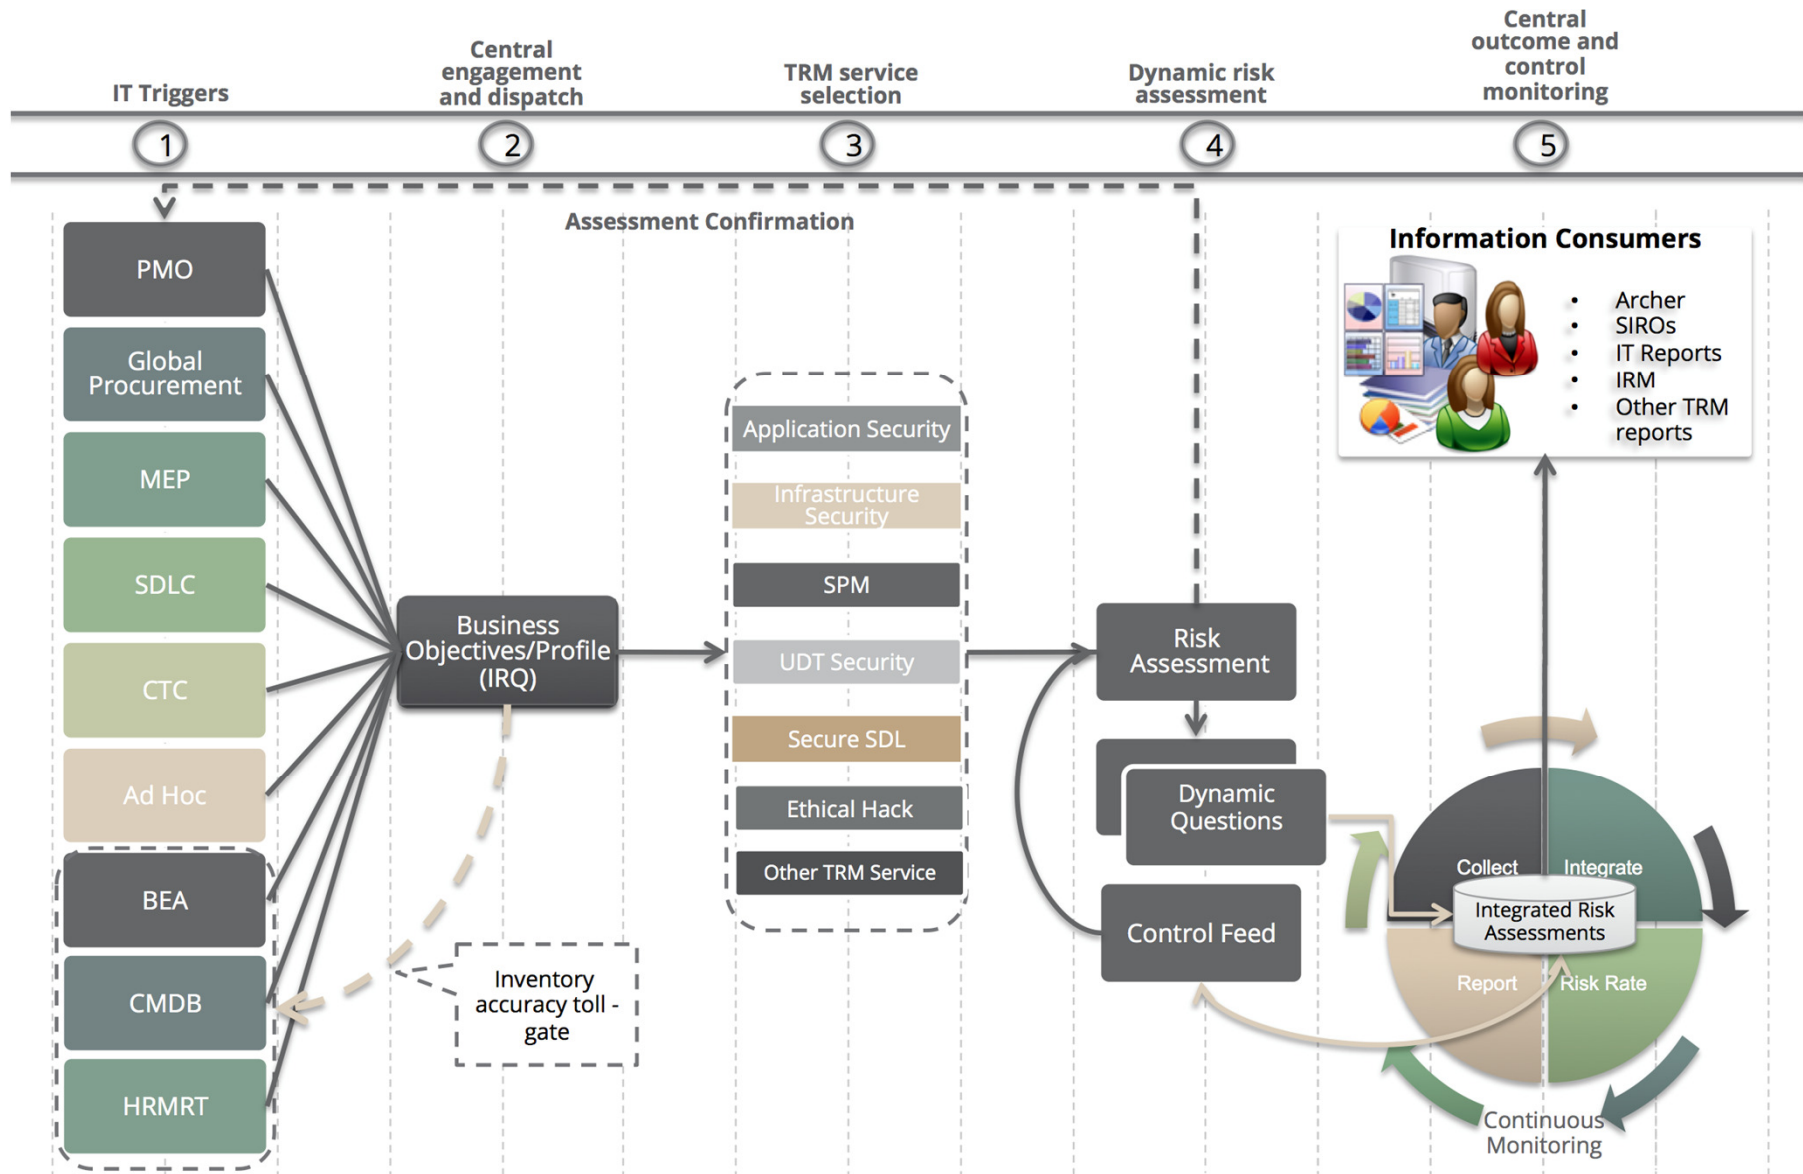 IT Triggers
Central
engagement
and dispatch
TRM service
selection
Dynamic risk
assessment
Central
outcome and
control
monitoring
1
2
3
4
5
Assessment Confirmation
PMO
Global
Procurement
MEP
SDLC
CTC
Ad Hoc
BEA
CMDB
HRMRT
Business
Objectives/Profile
(IRQ)
Inventory
accuracy toll -
gate
Application Security
Infrastructure
Security
SPM
UDT Security
Secure SDL
Ethical Hack
Other TRM Service
Risk
Assessment
Dynamic
Questions
Control Feed
Information Consumers
• Archer
• SIROs
• IT Reports
• IRM
• Other TRM
reports
Collect
Integrate
Integrated Risk
Assessments
Report
Risk Rate
Continuous
Monitoring